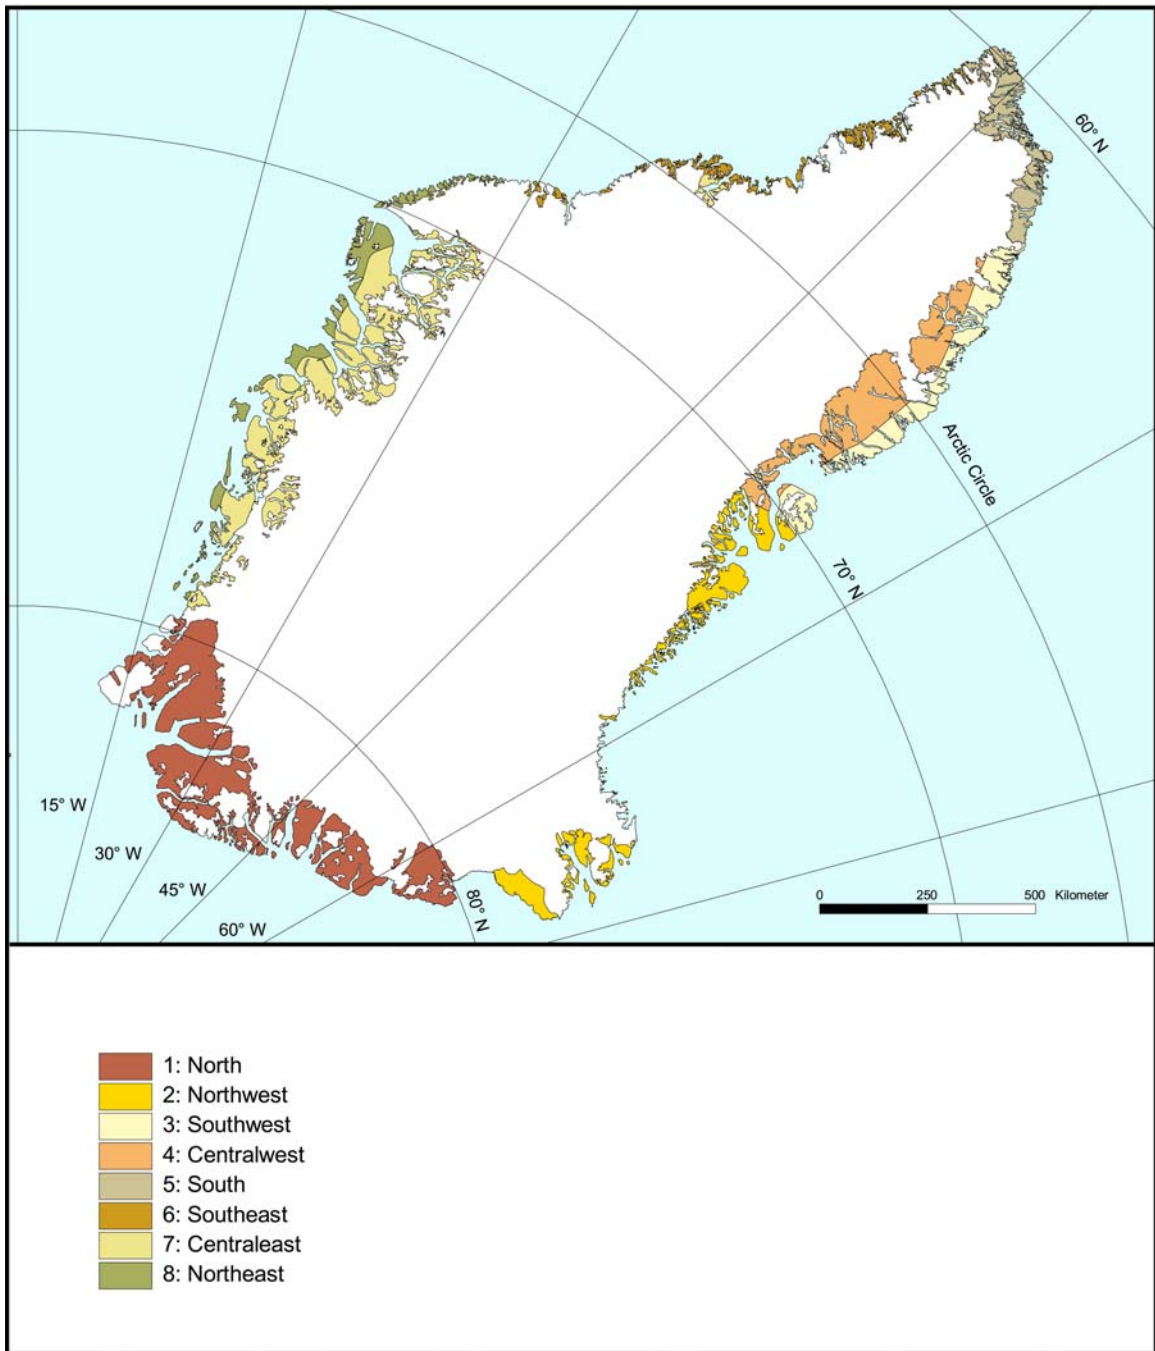 60° N
Arctic Circle
70° N
15° W
30° W
45° W
60° W
80° N
0 250 500 Kilometer
1: North
2: Northwest
3: Southwest
4: Centralwest
5: South
6: Southeast
7: Centraleast
8: Northeast